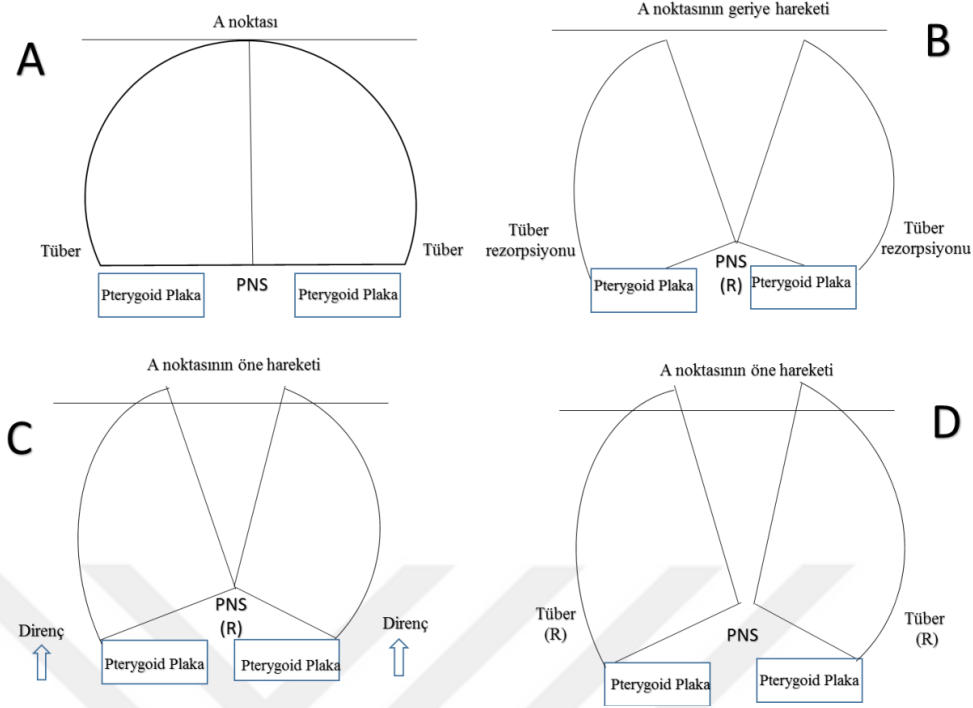 A noktası
A
Tüber
Tüber
Pterygoid Plaka
PNS
Pterygoid Plaka
A noktasının geriye hareketi
B
Tüber
rezorpsiyonu
Tüber
rezorpsiyonu
PNS
(R)
Pterygoid Plaka
Pterygoid Plaka
A noktasının öne hareketi
C
PNS
(R)
Direnç
Direnç
Pterygoid Plaka
Pterygoid Plaka
A noktasının öne hareketi
D
Tüber
(R)
Tüber
(R)
PNS
Pterygoid Plaka
Pterygoid Plaka